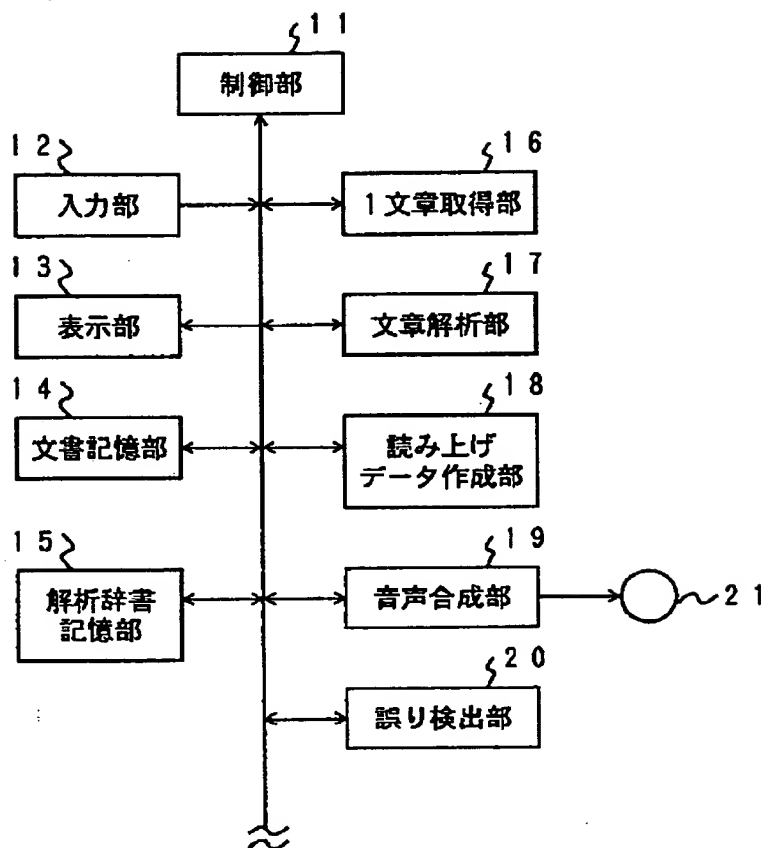 11
制御部
12
入力部
16
1文章取得部
13
表示部
17
文章解析部
14
文書記憶部
18
読み上げ
データ作成部
15
解析辞書
記憶部
19
音声合成部
21
20
誤り検出部